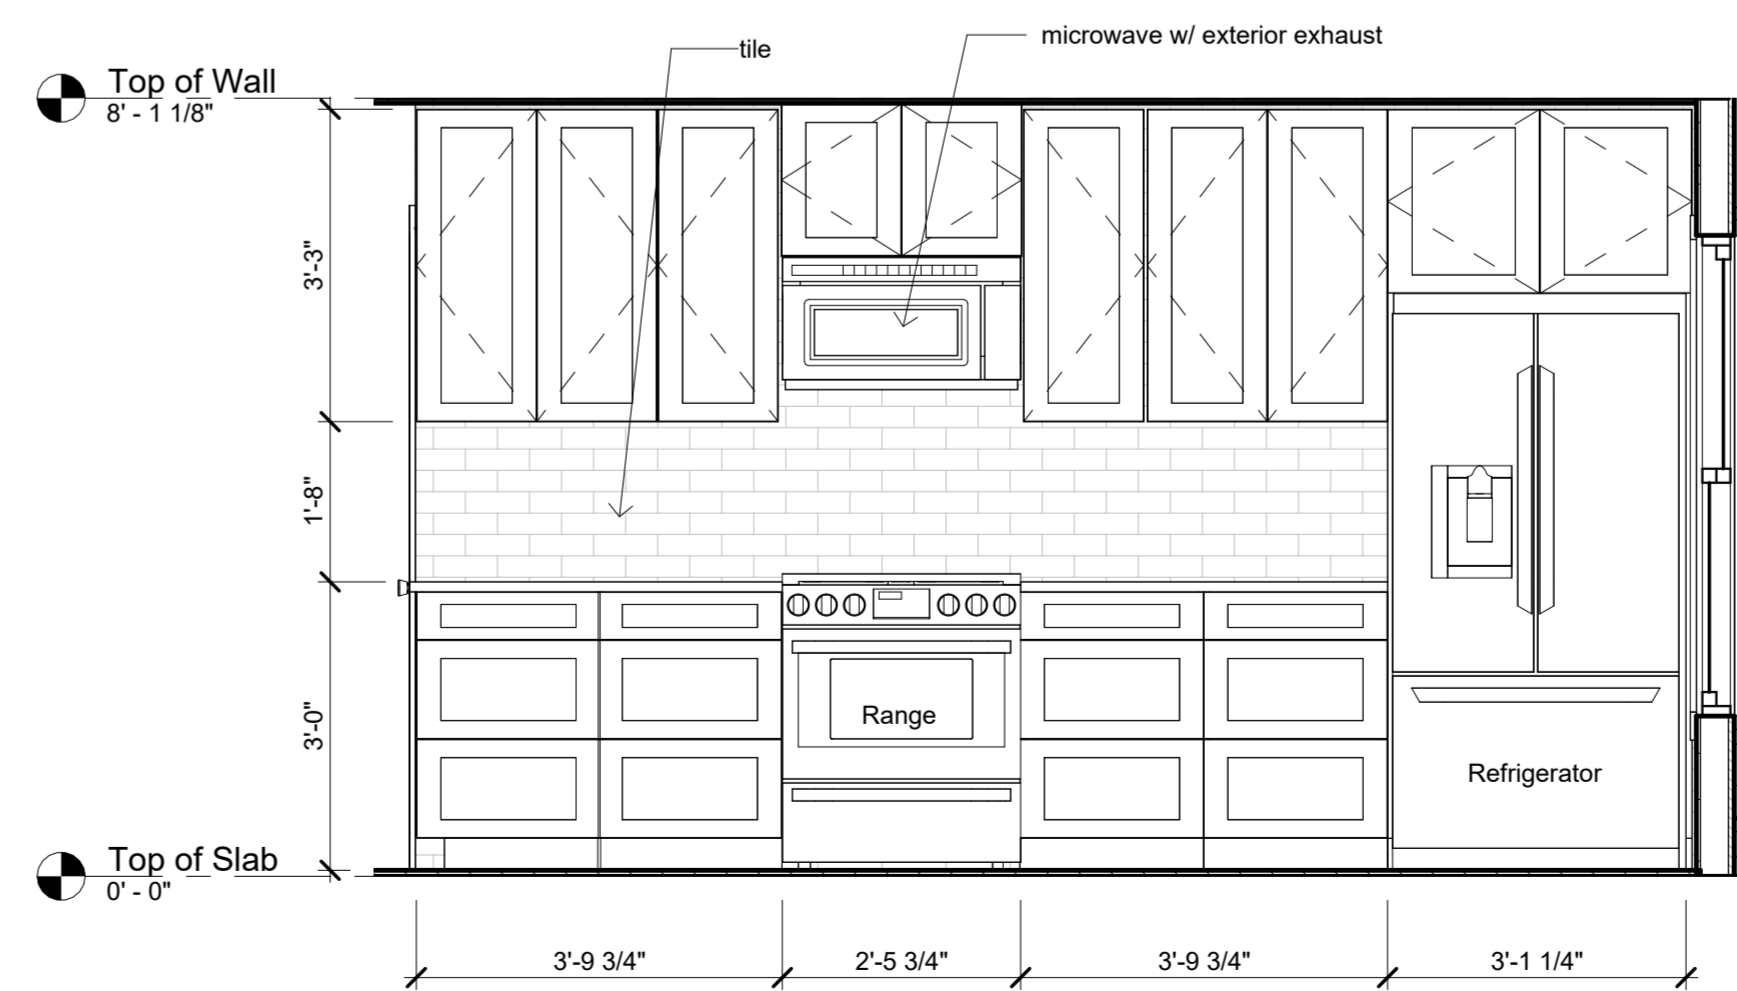 microwave w/ exterior exhaust
tile
Top of Wall
8' - 1 1/8"
3'-3"
1'-8"
3'-0"
Range
Refrigerator
Top of Slab
0' - 0"
3'-9 3/4"
2'-5 3/4"
3'-9 3/4"
3'-1 1/4"